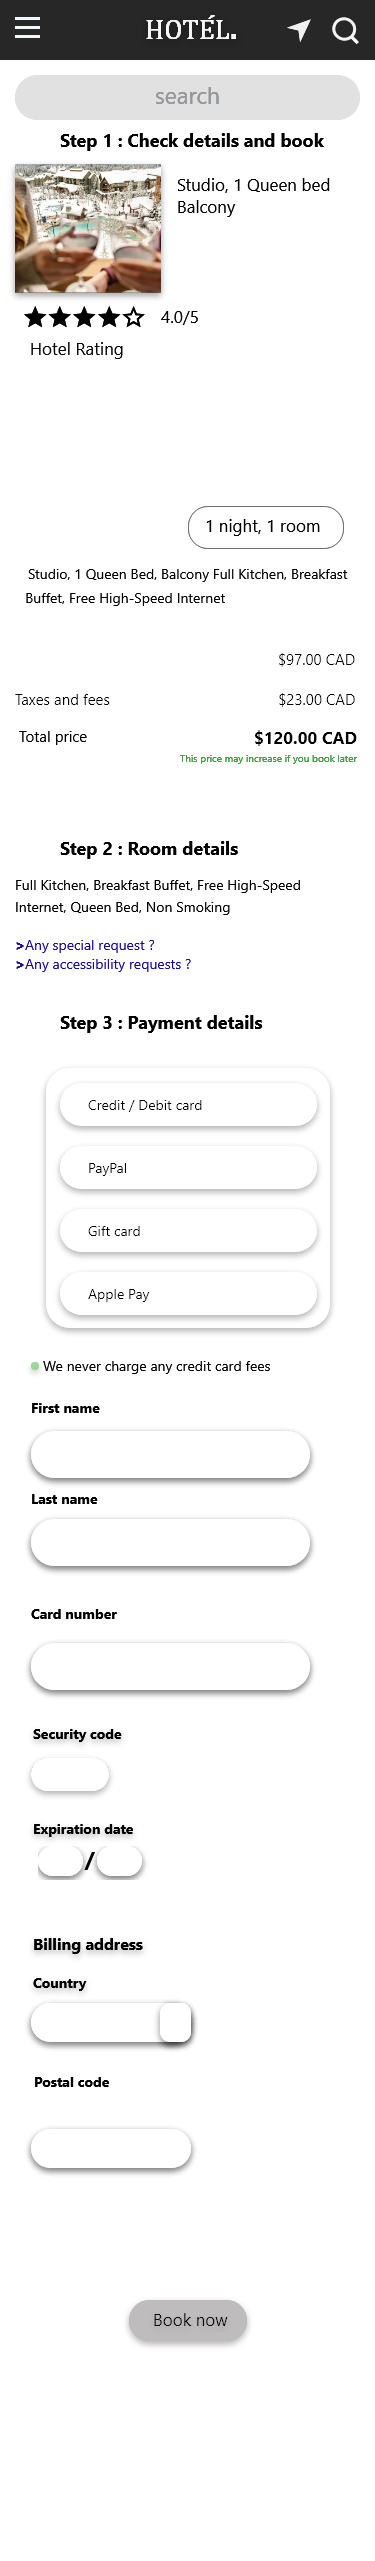 HOTÉL.
search
Step 1 : Check details and book
Studio, 1 Queen bed
Balcony
4.0/5
Hotel Rating
1 night, 1 room
Studio, 1 Queen Bed, Balcony Full Kitchen, Breakfast
Buffet, Free High-Speed Internet
$97.00 CAD
Taxes and fees $23.00 CAD
Total price $120.00 CAD
This price may increase if you book later
Step 2 : Room details
Full Kitchen, Breakfast Buffet, Free High-Speed
Internet, Queen Bed, Non Smoking
>Any special request ?
>Any accessibility requests ?
Step 3 : Payment details
Credit / Debit card
PayPal
Gift card
Apple Pay
We never charge any credit card fees
First name
Last name
Card number
Security code
Expiration date
/
Billing address
Country
Postal code
Book now